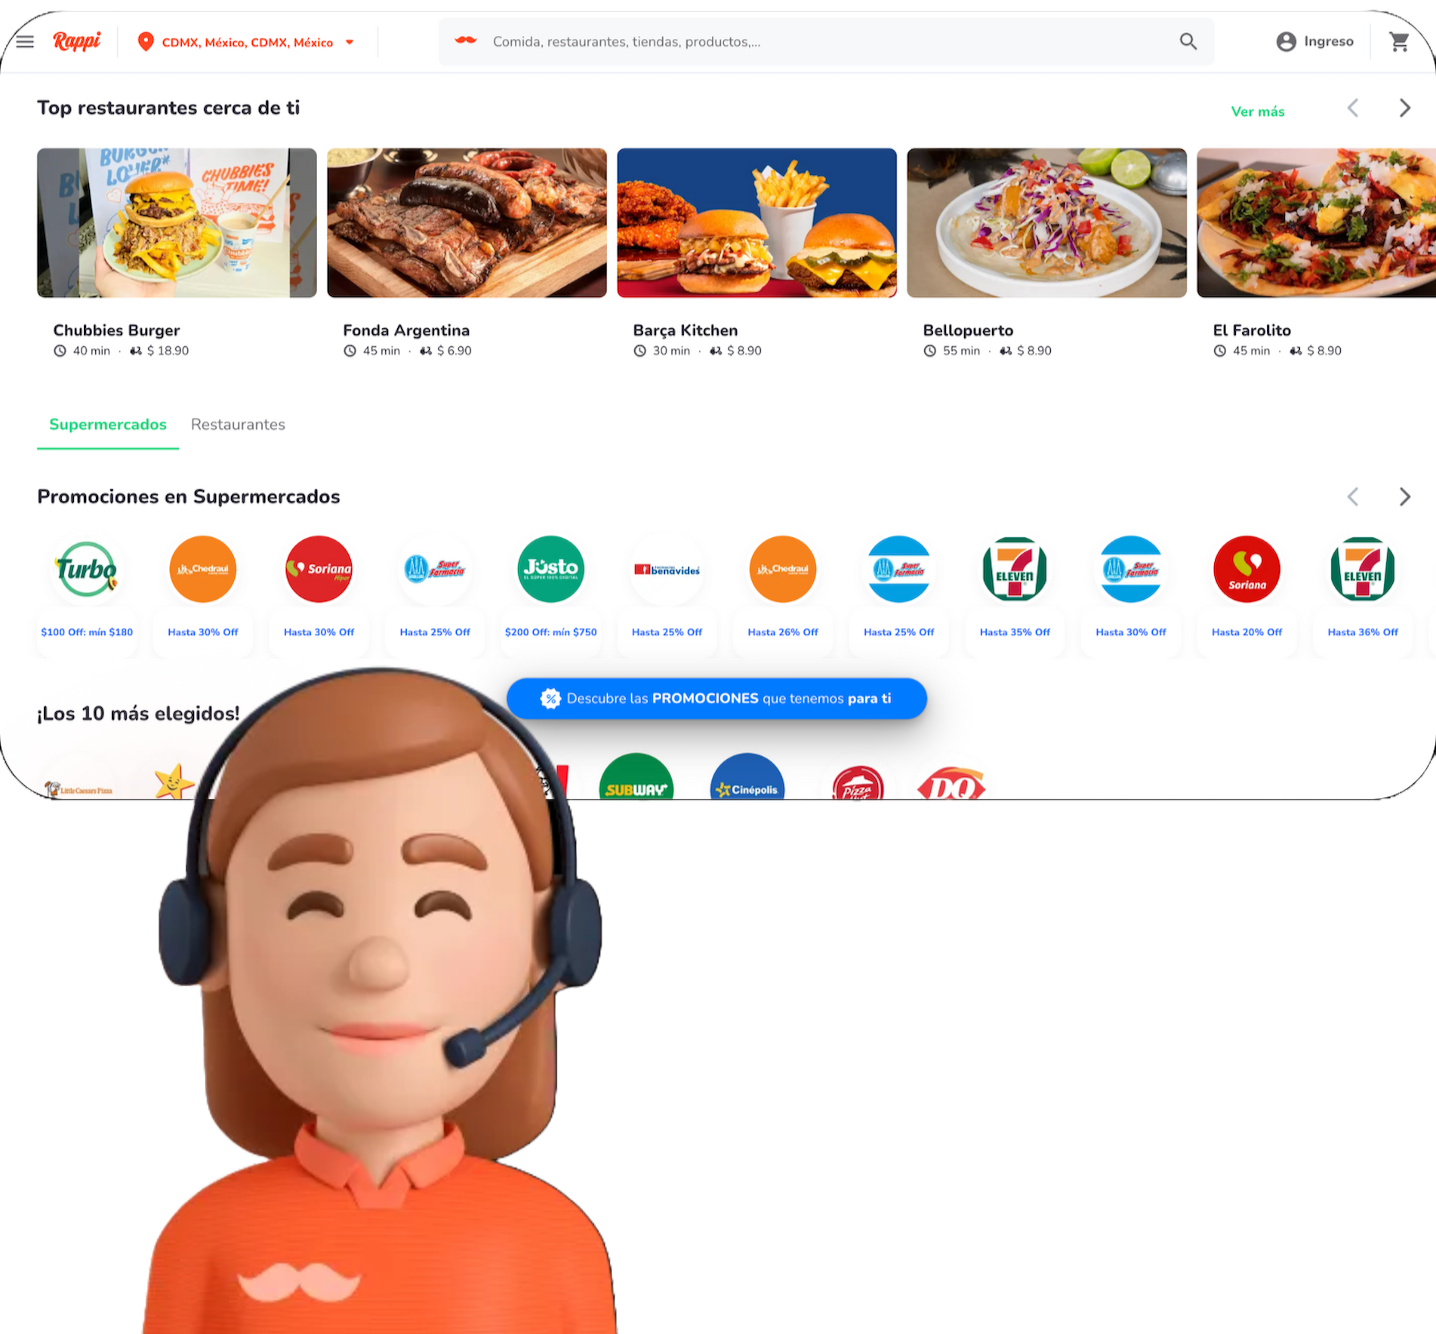 Rappi
CDMX, México, CDMX, México
Comida, restaurantes, tiendas, productos,...
Ingreso
Top restaurantes cerca de ti
Ver más
CHUBBIES
TIME!
Chubbies Burger
40 min · $ 18.90
Fonda Argentina
45 min · $ 6.90
Barça Kitchen
30 min · $ 8.90
Bellopuerto
55 min · $ 8.90
El Farolito
45 min · $ 8.90
Supermercados
Restaurantes
Promociones en Supermercados
Turbo
Chedraui
Soriana
Híper
Super
Farmacia
Jüsto
EL SÚPER 100% DIGITAL
benavides
Chedraui
Super
Farmacia
7
ELEVEN
Super
Farmacia
Soriana
7
ELEVEN
$100 Off: mín $180
Hasta 30% Off
Hasta 30% Off
Hasta 25% Off
$200 Off: mín $750
Hasta 25% Off
Hasta 26% Off
Hasta 25% Off
Hasta 35% Off
Hasta 30% Off
Hasta 20% Off
Hasta 36% Off
Descubre las PROMOCIONES que tenemos para ti
¡Los 10 más elegidos!
Little Caesars Pizza
SUBWAY
Cinépolis
Pizza
DQ